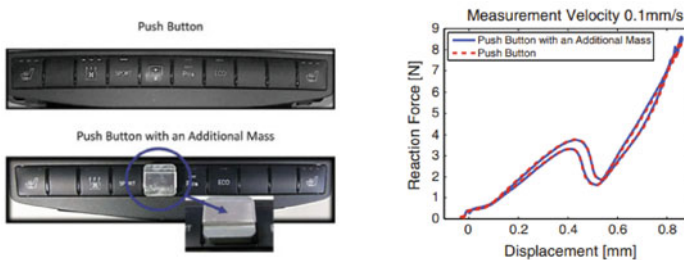 Push Button
SPORT
ECO
Push Button with an Additional Mass
SPORT
ECO
Measurement Velocity 0.1mm/s
Push Button with an Additional Mass
Push Button
Reaction Force [N]
9
8
7
6
5
4
3
2
1
0
0
0.2
0.4
0.6
0.8
Displacement [mm]